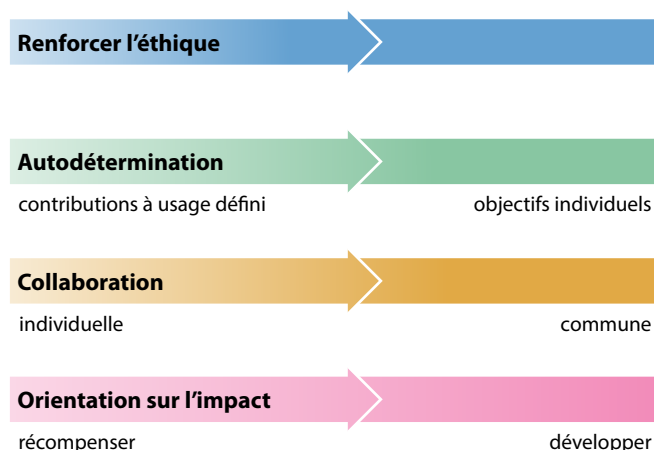 Renforcer l’éthique
Autodétermination
contributions à usage défini objectifs individuels
Collaboration
individuelle commune
Orientation sur l’impact
récompenser développer